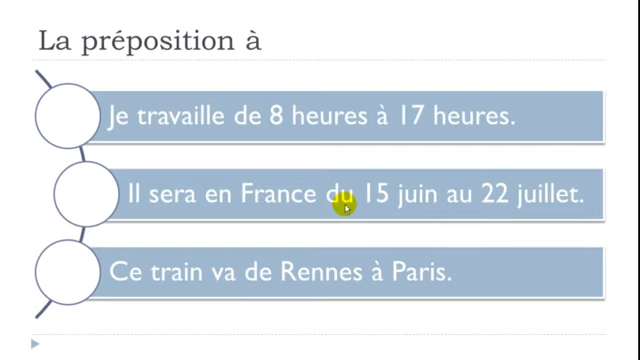 La préposition à
Je travaille de 8 heures à 17 heures.
Il sera en France du 15 juin au 22 juillet.
Ce train va de Rennes à Paris.